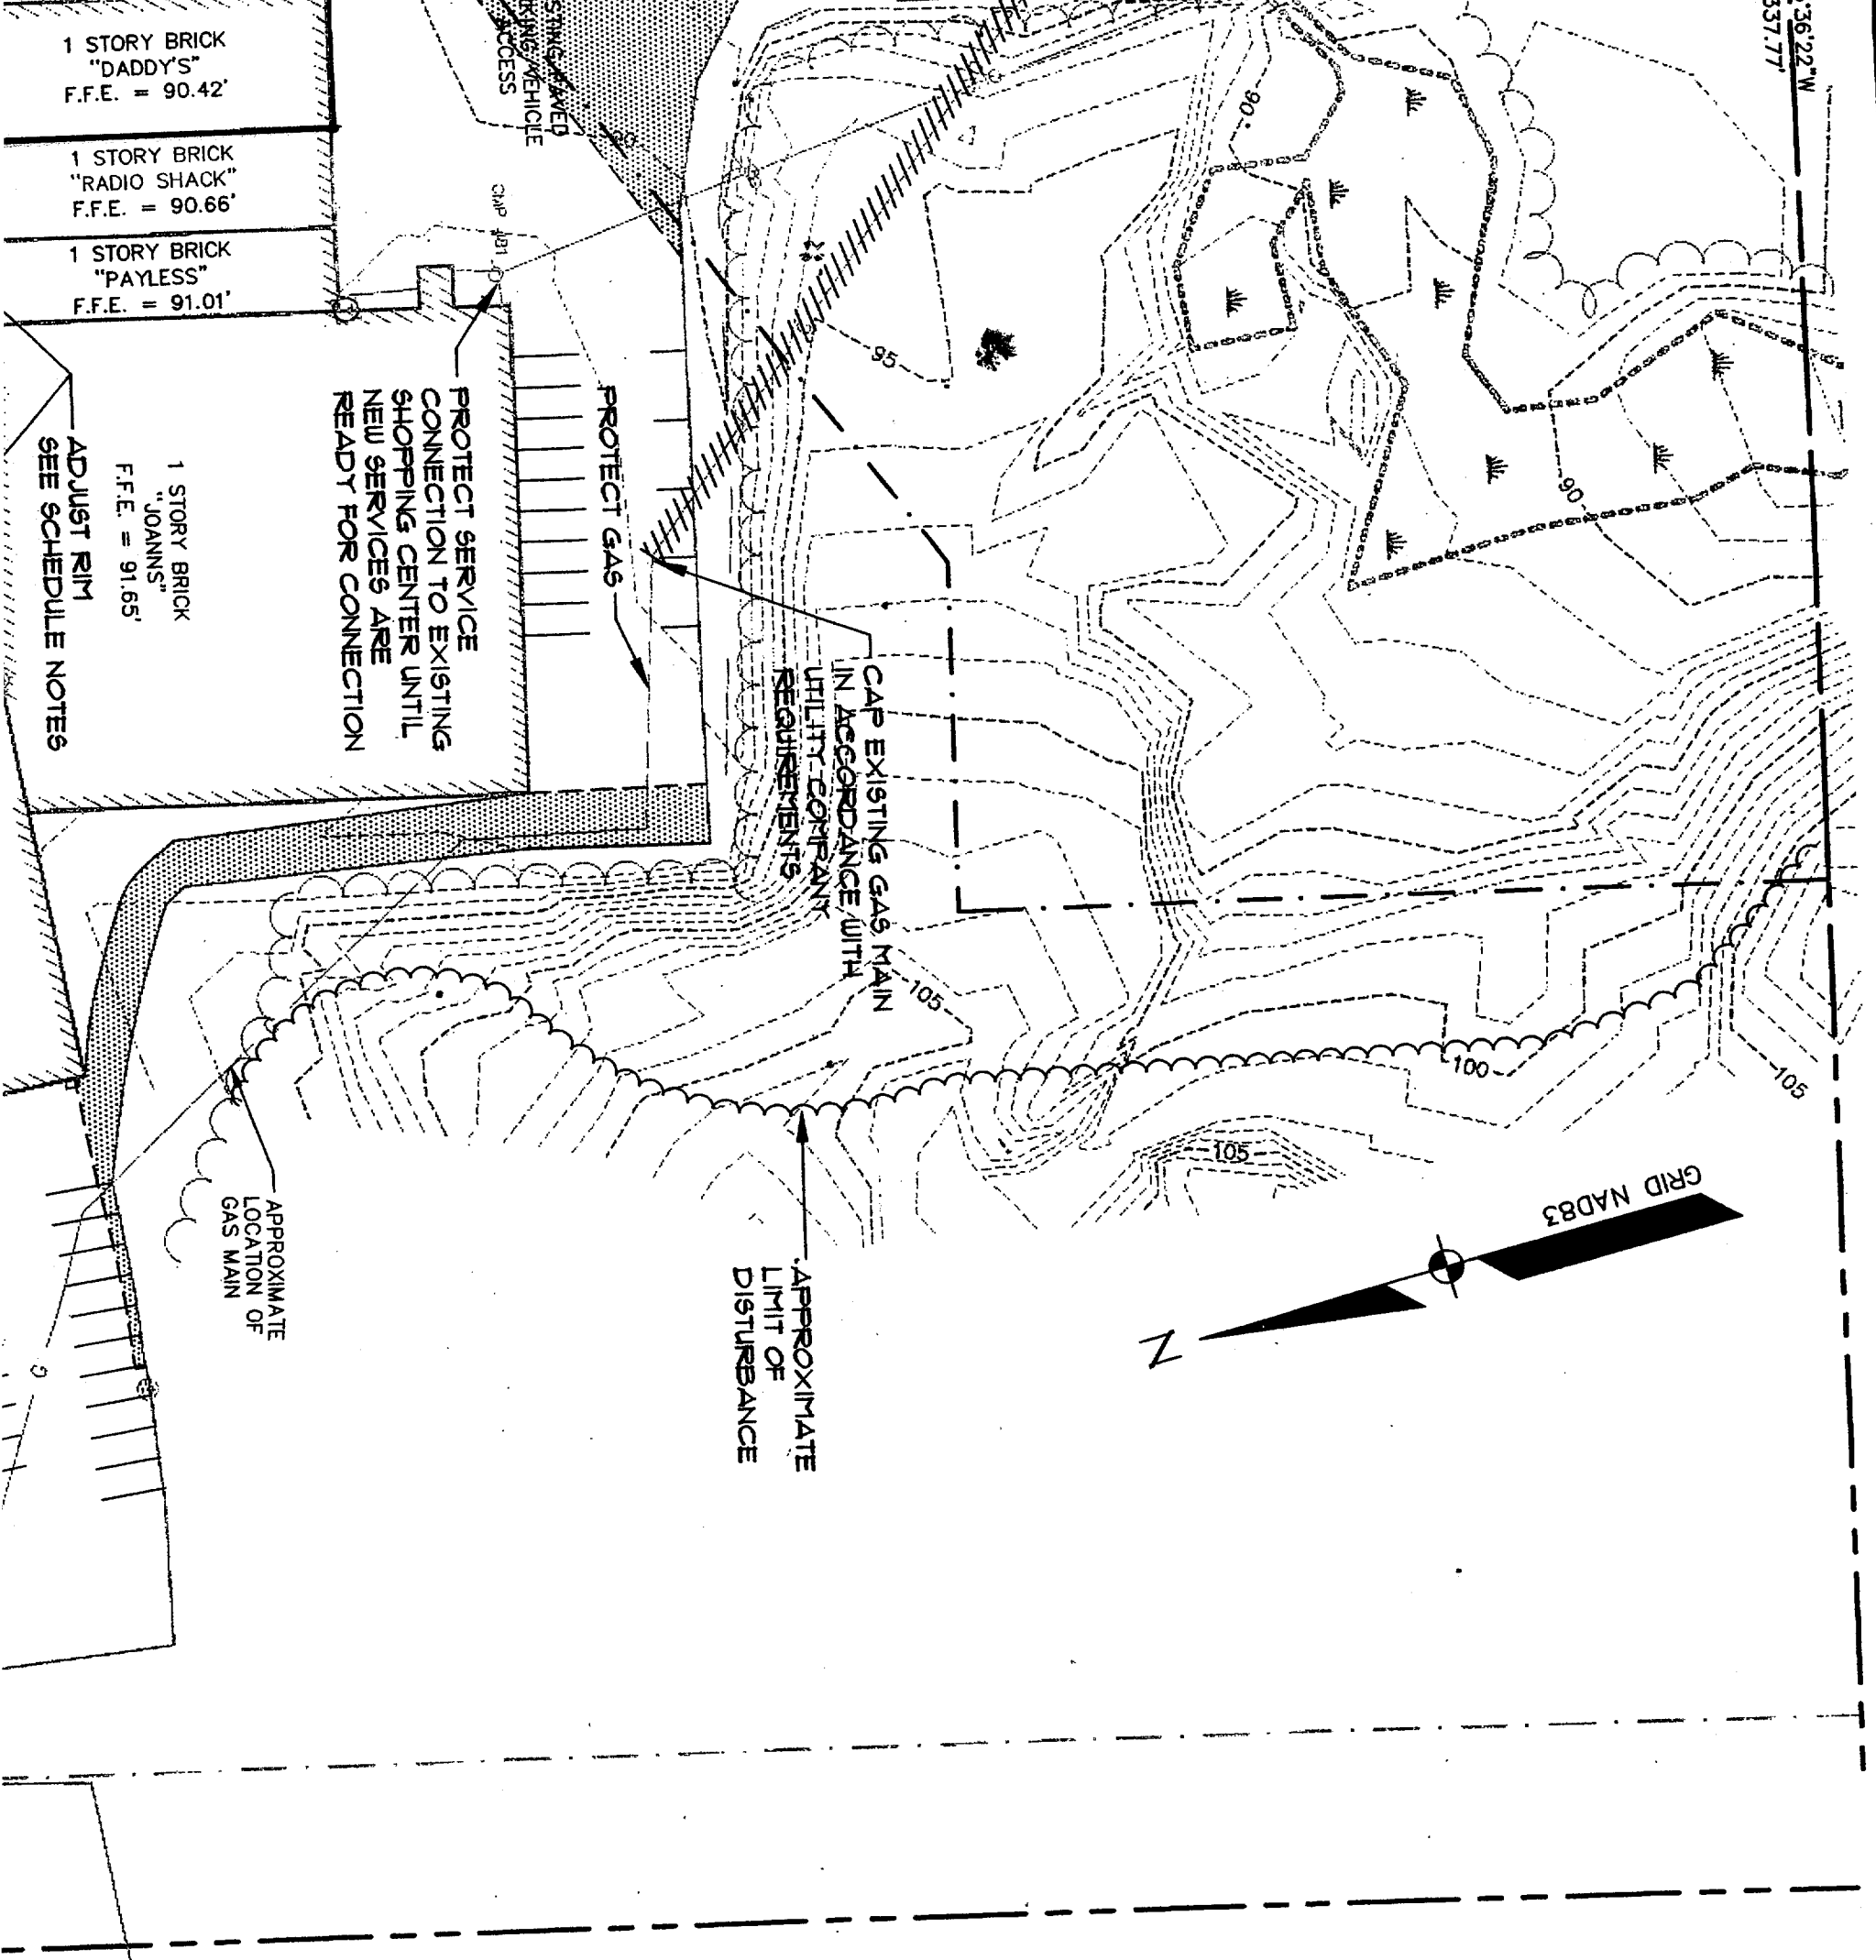 1 STORY BRICK
"DADDY'S"
F.F.E. = 90.42'
1 STORY BRICK
"RADIO SHACK"
F.F.E. = 90.66'
1 STORY BRICK
"PAYLESS"
F.F.E. = 91.01'
1 STORY BRICK
"JOANNS"
F.F.E. = 91.65'
ADJUST RIM
SEE SCHEDULE NOTES
PROTECT SERVICE
CONNECTION TO EXISTING
SHOPPING CENTER UNTIL
NEW SERVICES ARE
READY FOR CONNECTION
PROTECT GAS
CAP EXISTING GAS MAIN
IN ACCORDANCE WITH
UTILITY COMPANY
REQUIREMENTS
VEHICLE
36'22"W
337.77'
90
95
90
105
100
105
105
APPROXIMATE
LOCATION OF
GAS MAIN
APPROXIMATE
LIMIT OF
DISTURBANCE
GRID NAD83
N